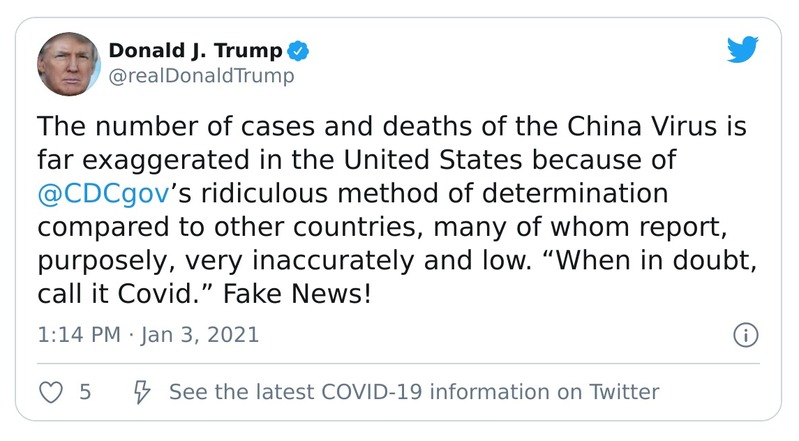 Donald J. Trump
@realDonaldTrump
The number of cases and deaths of the China Virus is
far exaggerated in the United States because of
@CDCgov’s ridiculous method of determination
compared to other countries, many of whom report,
purposely, very inaccurately and low. “When in doubt,
call it Covid.” Fake News!
1:14 PM · Jan 3, 2021
5 See the latest COVID-19 information on Twitter